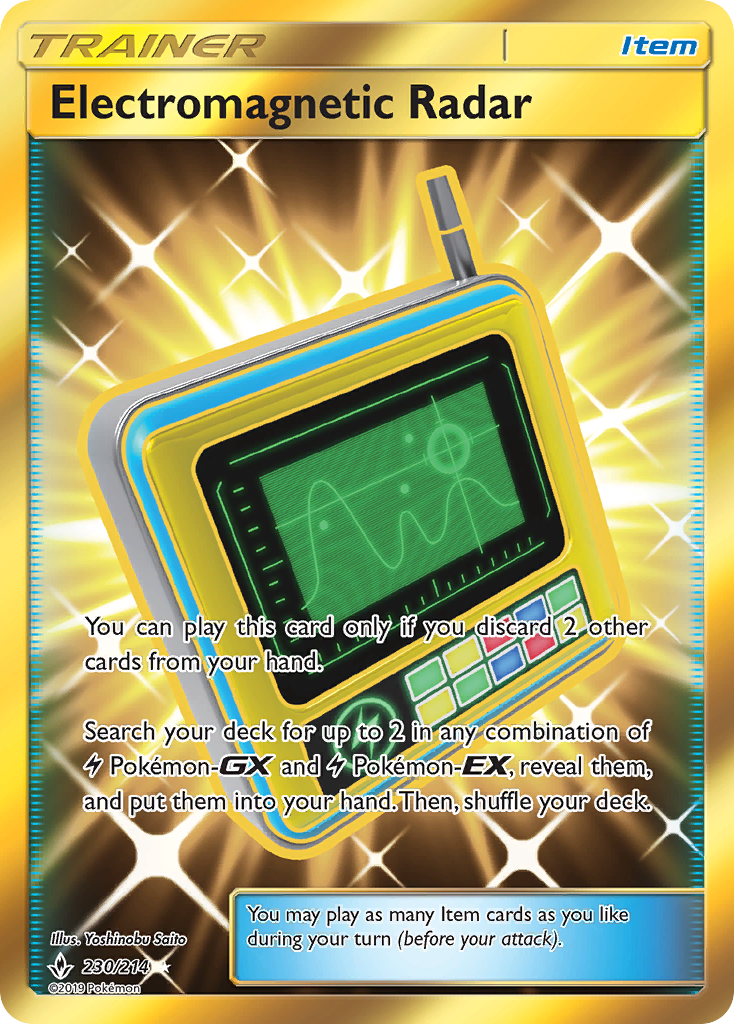 TRAINER
Item
Electromagnetic Radar
You can play this card only if you discard 2 other
cards from your hand.
Search your deck for up to 2 in any combination of
Pokémon-GX and Pokémon-EX, reveal them,
and put them into your hand. Then, shuffle your deck.
You may play as many Item cards as you like
during your turn (before your attack).
Illus. Yoshinobu Saito
230/214
©2019 Pokémon